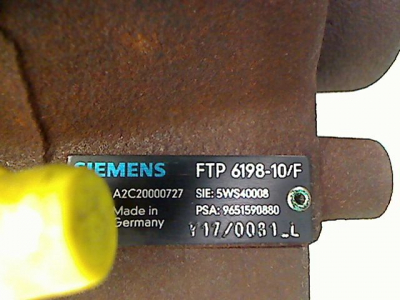 SIEMENS FTP 6198-10/F
A2C20000727 SIE: 5WS40008
Made in PSA: 9651590880
Germany Y17/0031_L